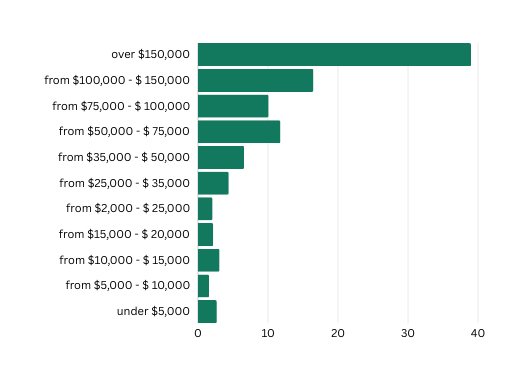 over $150,000
from $100,000 - $ 150,000
from $75,000 - $ 100,000
from $50,000 - $ 75,000
from $35,000 - $ 50,000
from $25,000 - $ 35,000
from $2,000 - $ 25,000
from $15,000 - $ 20,000
from $10,000 - $ 15,000
from $5,000 - $ 10,000
under $5,000
0 10 20 30 40